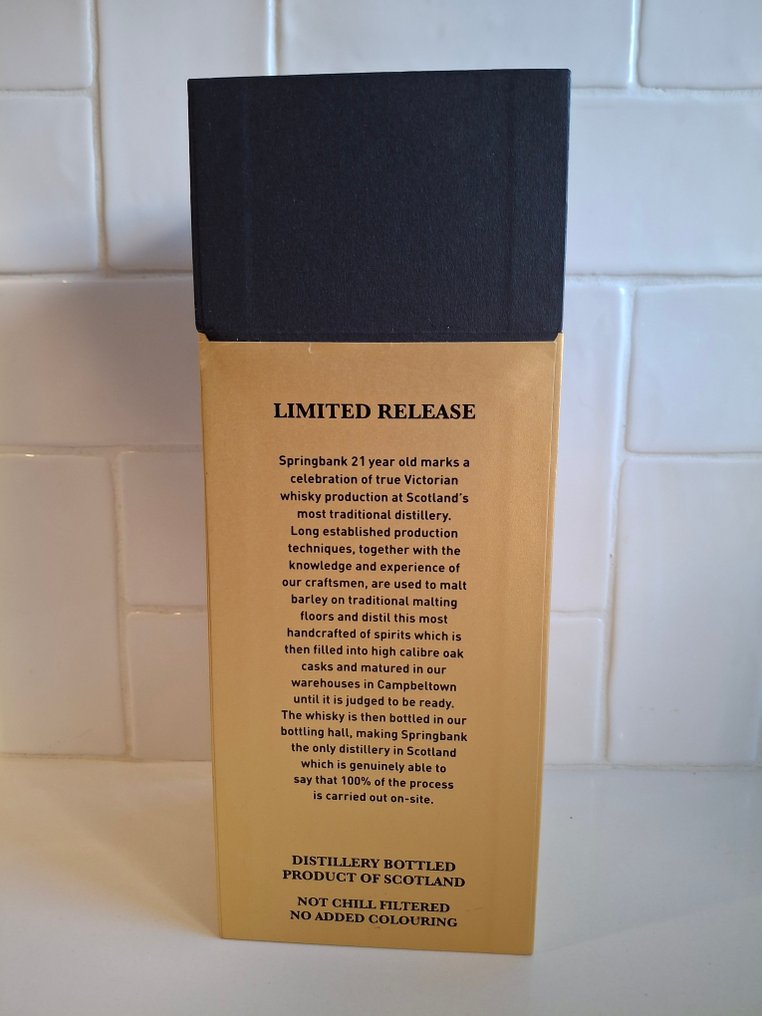 LIMITED RELEASE
Springbank 21 year old marks a
celebration of true Victorian
whisky production at Scotland's
most traditional distillery.
Long established production
techniques, together with the
knowledge and experience of
our craftsmen, are used to malt
barley on traditional malting
floors and distil this most
handcrafted of spirits which is
then filled into high calibre oak
casks and matured in our
warehouses in Campbeltown
until it is judged to be ready.
The whisky is then bottled in our
bottling hall, making Springbank
the only distillery in Scotland
which is genuinely able to
say that 100% of the process
is carried out on-site.
DISTILLERY BOTTLED
PRODUCT OF SCOTLAND
NOT CHILL FILTERED
NO ADDED COLOURING